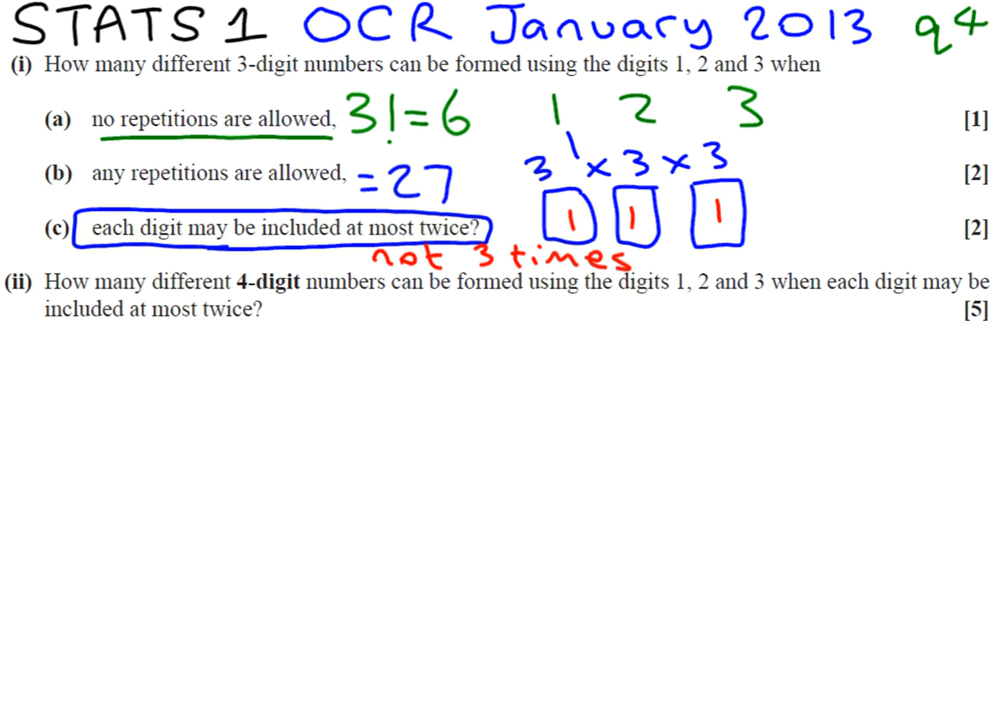 STATS 1 OCR January 2013 q4
(i) How many different 3-digit numbers can be formed using the digits 1, 2 and 3 when
(a) no repetitions are allowed, 3! = 6 1 2 3 [1]
(b) any repetitions are allowed, = 27 3 × 3 × 3 [2]
(c) each digit may be included at most twice? 1 1 1 [2]
not 3 times
(ii) How many different 4-digit numbers can be formed using the digits 1, 2 and 3 when each digit may be
included at most twice? [5]